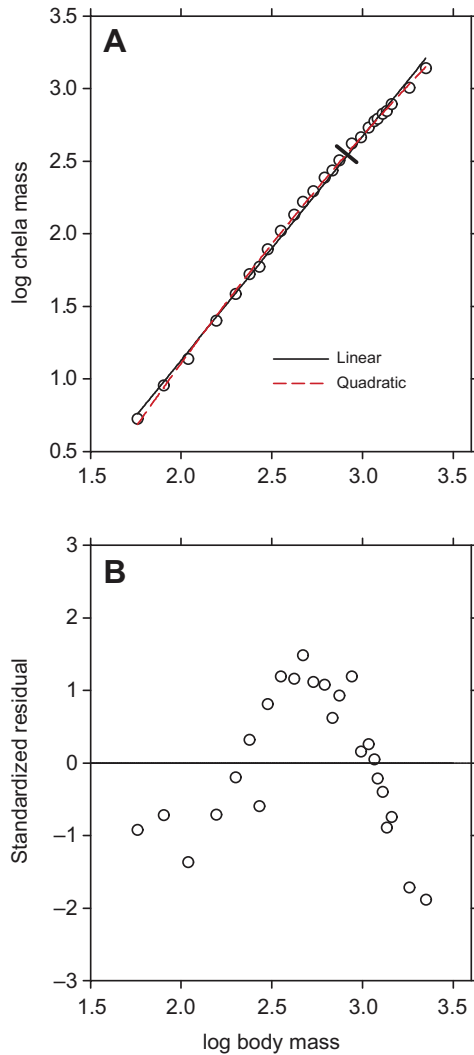 A
3.5
3.0
2.5
2.0
1.5
1.0
0.5
log chela mass
Linear
Quadratic
1.5 2.0 2.5 3.0 3.5
B
3
2
1
0
–1
–2
–3
Standardized residual
1.5 2.0 2.5 3.0 3.5
log body mass